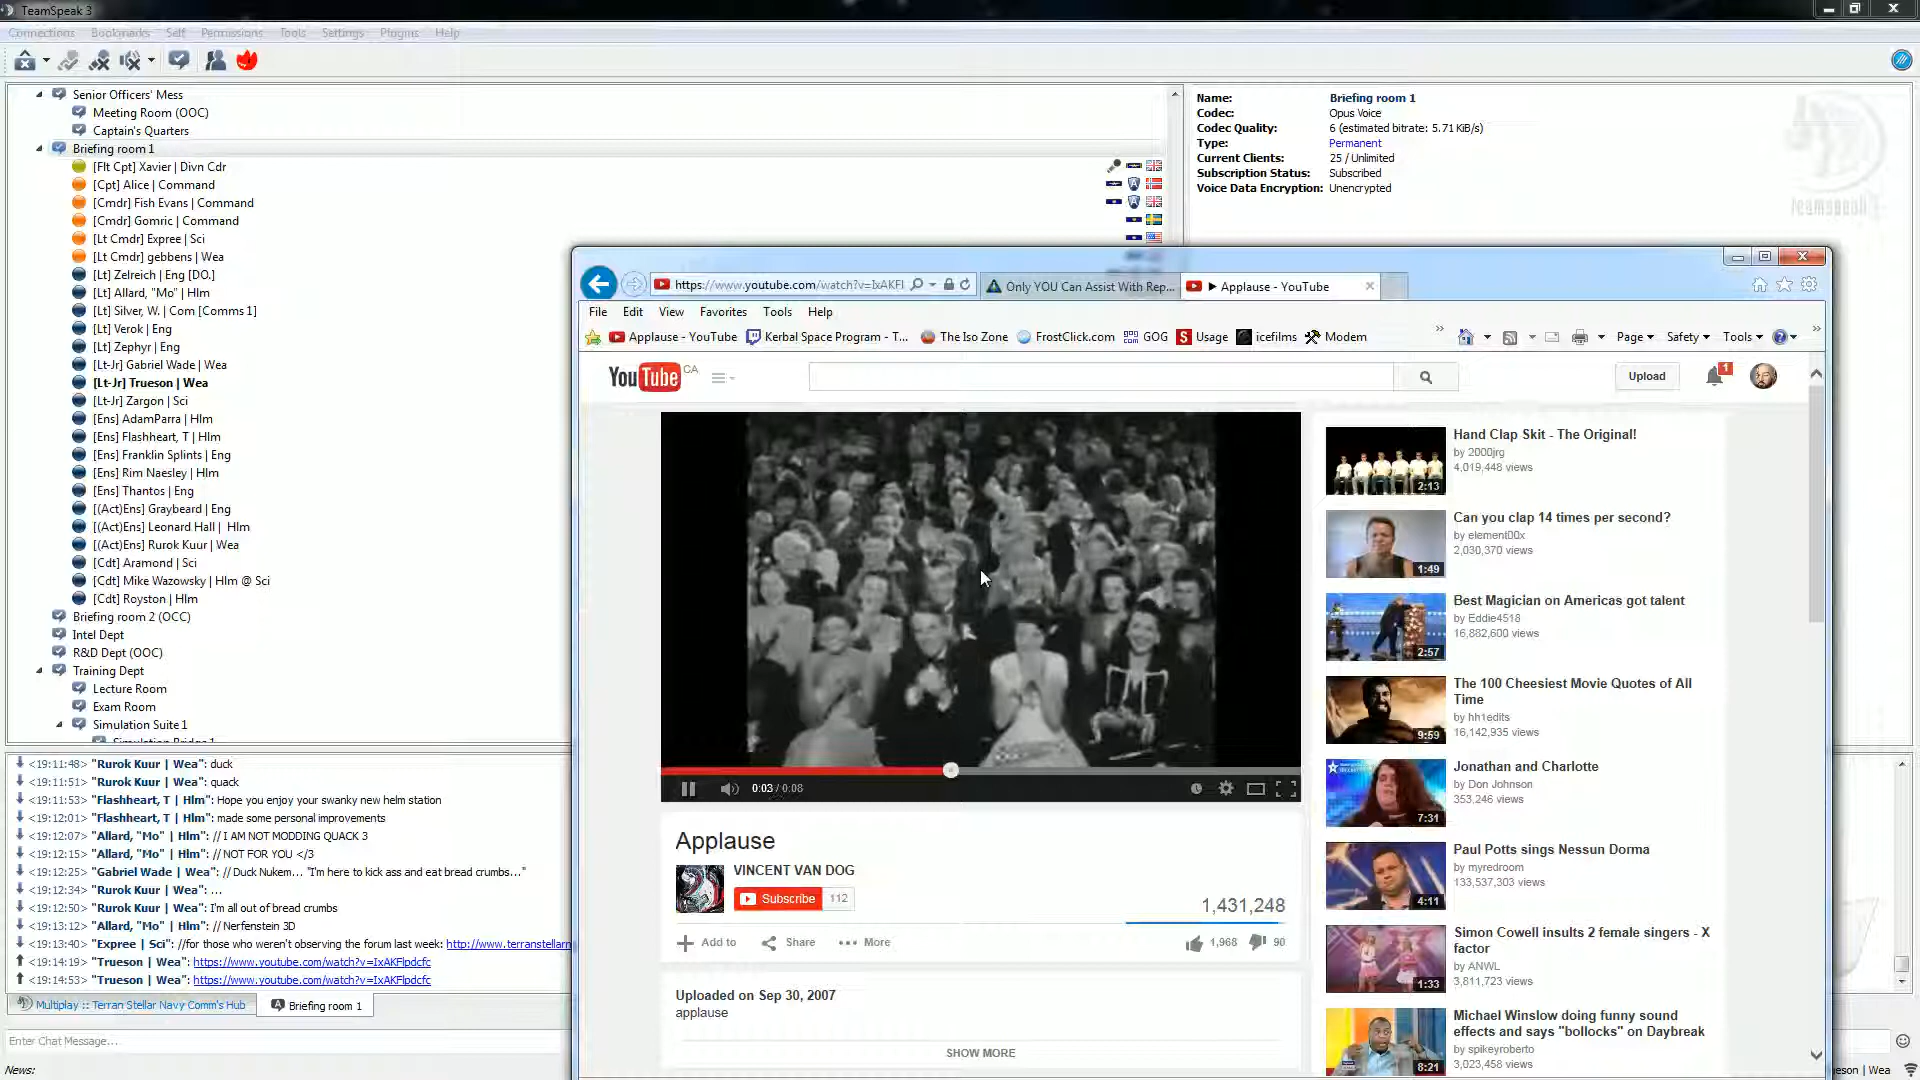 TeamSpeak 3
Connections Bookmarks Self Permissions Tools Settings Plugins Help
Senior Officers' Mess
Meeting Room (OOC)
Captain's Quarters
Briefing room 1
[Flt Cpt] Xavier | Divn Cdr
[Cpt] Alice | Command
[Cmdr] Fish Evans | Command
[Cmdr] Gomric | Command
[Lt Cmdr] Expree | Sci
[Lt Cmdr] gebbens | Wea
[Lt] Zelreich | Eng [DO.]
[Lt] Allard, "Mo" | Hlm
[Lt] Silver, W. | Com [Comms 1]
[Lt] Verok | Eng
[Lt] Zephyr | Eng
[Lt-Jr] Gabriel Wade | Wea
[Lt-Jr] Trueson | Wea
[Lt-Jr] Zargon | Sci
[Ens] AdamParra | Hlm
[Ens] Flashheart, T | Hlm
[Ens] Franklin Splints | Eng
[Ens] Rim Naesley | Hlm
[Ens] Thantos | Eng
[(Act)Ens] Graybeard | Eng
[(Act)Ens] Leonard Hall | Hlm
[(Act)Ens] Rurok Kuur | Wea
[Cdt] Aramond | Sci
[Cdt] Mike Wazowsky | Hlm @ Sci
[Cdt] Royston | Hlm
Briefing room 2 (OCC)
Intel Dept
R&D Dept (OOC)
Training Dept
Lecture Room
Exam Room
Simulation Suite 1
Simulation Bridge 1
Name: Briefing room 1
Codec: Opus Voice
Codec Quality: 6 (estimated bitrate: 5.71 KiB/s)
Type: Permanent
Current Clients: 25 / Unlimited
Subscription Status: Subscribed
Voice Data Encryption: Unencrypted
teamspeak
<19:11:48> "Rurok Kuur | Wea": duck
<19:11:51> "Rurok Kuur | Wea": quack
<19:11:53> "Flashheart, T | Hlm": Hope you enjoy your swanky new helm station
<19:12:01> "Flashheart, T | Hlm": made some personal improvements
<19:12:07> "Allard, "Mo" | Hlm": // I AM NOT MODDING QUACK 3
<19:12:15> "Allard, "Mo" | Hlm": // NOT FOR YOU </3
<19:12:25> "Gabriel Wade | Wea": // Duck Nukem... "I'm here to kick ass and eat bread crumbs..."
<19:12:34> "Rurok Kuur | Wea": ...
<19:12:50> "Rurok Kuur | Wea": I'm all out of bread crumbs
<19:13:12> "Allard, "Mo" | Hlm": // Nerfenstein 3D
<19:13:40> "Expree | Sci": //for those who weren't observing the forum last week: http://www.terranstellarn
<19:14:19> "Trueson | Wea": https://www.youtube.com/watch?v=IxAKFlpdcfc
<19:14:53> "Trueson | Wea": https://www.youtube.com/watch?v=IxAKFlpdcfc
Multiplay :: Terran Stellar Navy Comm's Hub
Briefing room 1
Enter Chat Message...
News:
eson | Wea
https://www.youtube.com/watch?v=IxAKFl
Only YOU Can Assist With Rep...
Applause - YouTube
File Edit View Favorites Tools Help
Applause - YouTube Kerbal Space Program - T... The Iso Zone FrostClick.com GOG Usage icefilms Modem
Page Safety Tools
YouTube CA
Upload
1
0:03 / 0:08
Applause
VINCENT VAN DOG
Subscribe 112
1,431,248
Add to Share More
1,968 90
Uploaded on Sep 30, 2007
applause
SHOW MORE
Hand Clap Skit - The Original!
by 2000jrg
4,019,448 views
2:13
Can you clap 14 times per second?
by element00x
2,030,370 views
1:49
Best Magician on Americas got talent
by Eddie4518
16,882,600 views
2:57
The 100 Cheesiest Movie Quotes of All
Time
by hh1edits
16,142,935 views
9:59
Jonathan and Charlotte
by Don Johnson
353,246 views
7:31
Paul Potts sings Nessun Dorma
by myredroom
133,537,303 views
4:11
Simon Cowell insults 2 female singers - X
factor
by ANWL
3,811,723 views
1:33
Michael Winslow doing funny sound
effects and says "bollocks" on Daybreak
by spikeyroberto
3,023,458 views
8:21